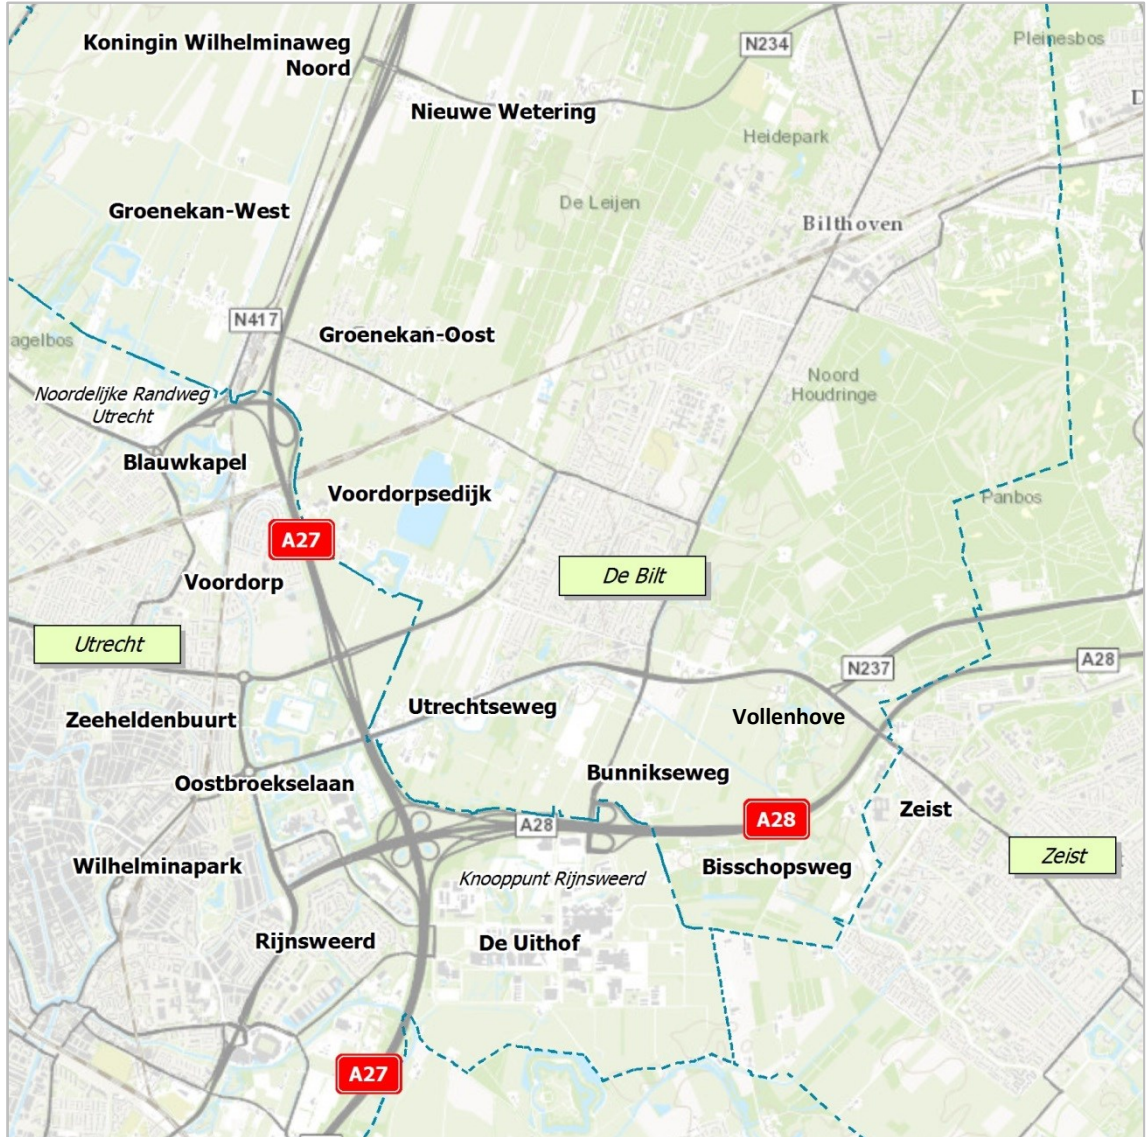 Koningin Wilhelminaweg
Noord
N234
Pleinesbos
D
Nieuwe Wetering
Heidepark
De Leijen
Groenekan-West
Bilthoven
N417
Groenekan-Oost
agelbos
Noord
Houdringe
Noordelijke Randweg
Utrecht
Blauwkapel
Voordorpsedijk
Panbos
A27
Voordorp
De Bilt
Utrecht
N237
A28
Zeeheldenbuurt
Utrechtseweg
Vollenhove
Oostbroekselaan
Bunnikseweg
Zeist
A28
A28
Wilhelminapark
Knooppunt Rijnsweerd
Bisschopsweg
Zeist
Rijnsweerd
De Uithof
A27